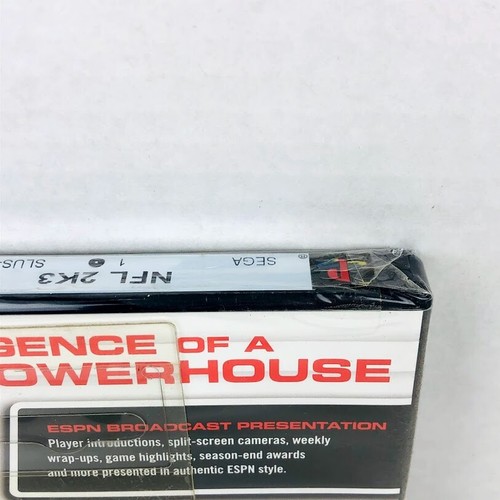 NFL 2K3 1 SLUS- SEGA®
GENCE OF A
OWERHOUSE
ESPN BROADCAST PRESENTATION
Player introductions, split-screen cameras, weekly
wrap-ups, game highlights, season-end awards
and more presented in authentic ESPN style.